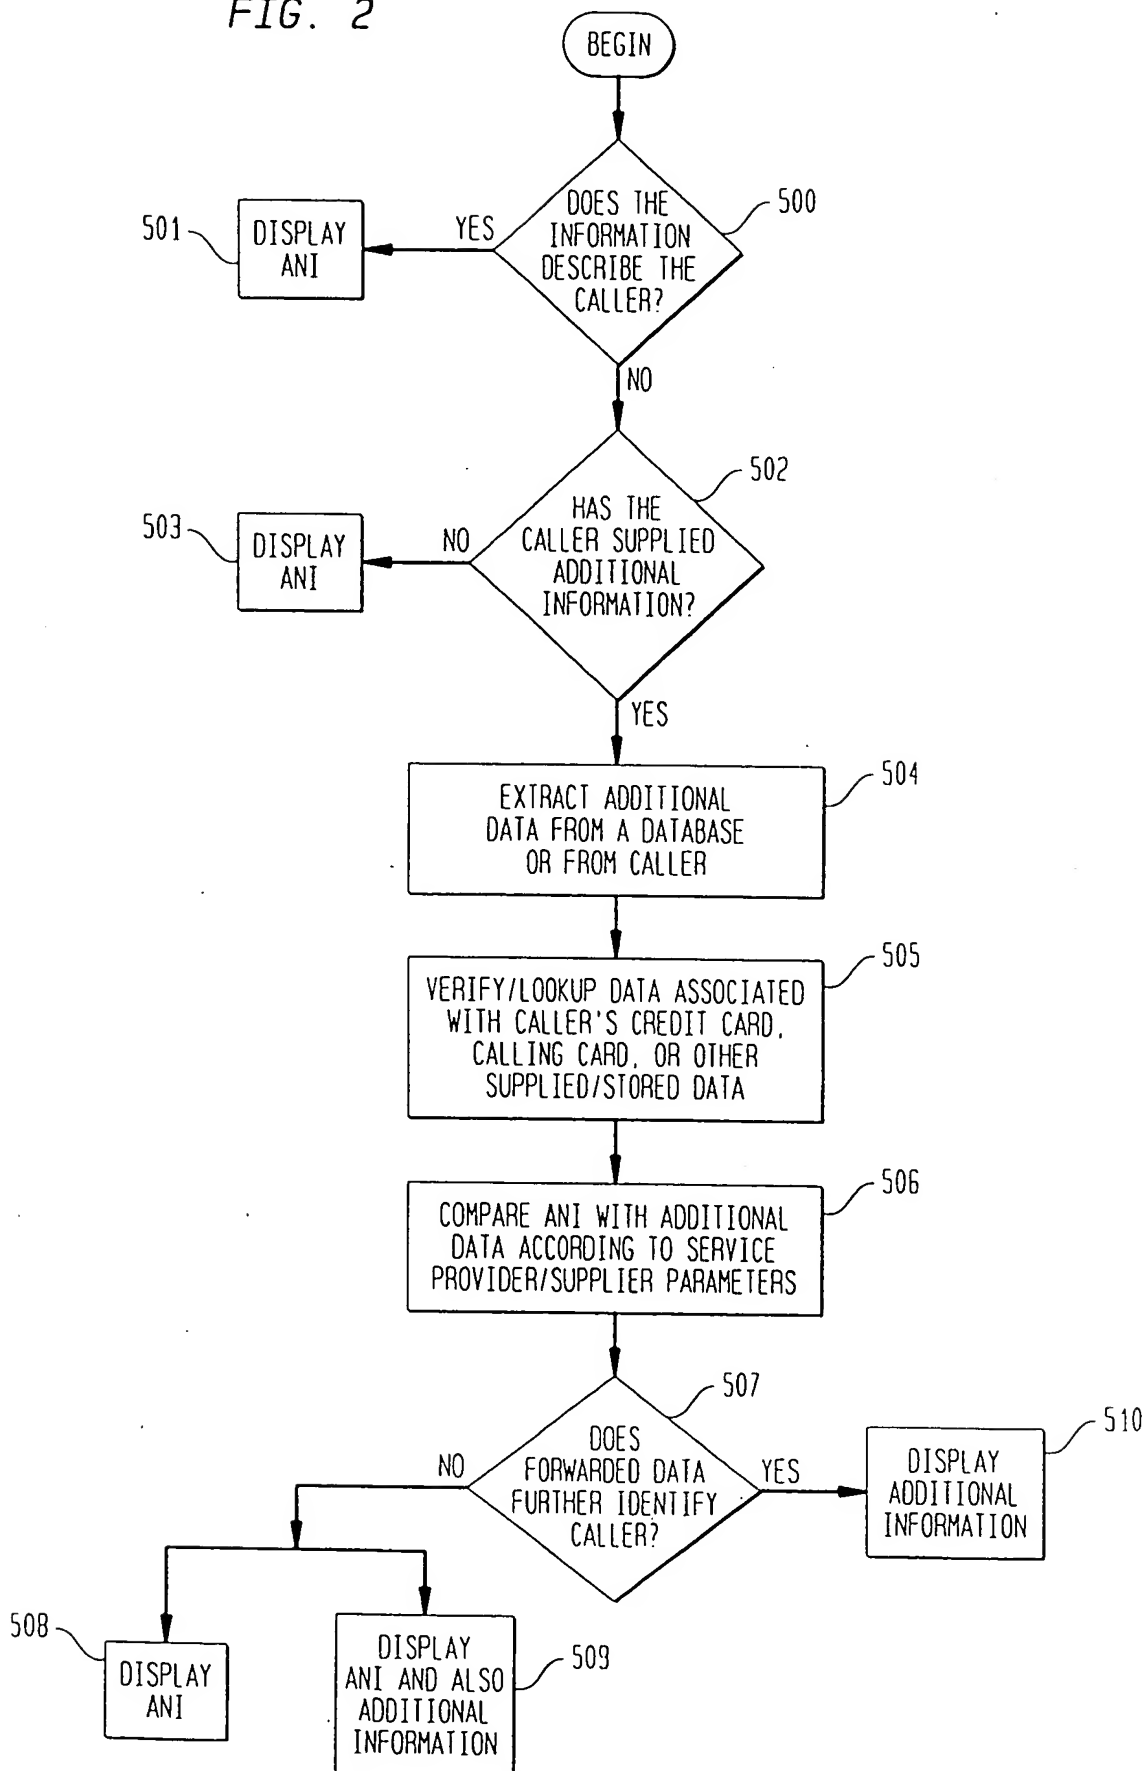 FIG. 2
BEGIN
DOES THE
INFORMATION
DESCRIBE THE
CALLER?
500
YES
501
DISPLAY
ANI
NO
502
HAS THE
CALLER SUPPLIED
ADDITIONAL
INFORMATION?
NO
503
DISPLAY
ANI
YES
504
EXTRACT ADDITIONAL
DATA FROM A DATABASE
OR FROM CALLER
505
VERIFY/LOOKUP DATA ASSOCIATED
WITH CALLER'S CREDIT CARD,
CALLING CARD, OR OTHER
SUPPLIED/STORED DATA
506
COMPARE ANI WITH ADDITIONAL
DATA ACCORDING TO SERVICE
PROVIDER/SUPPLIER PARAMETERS
507
DOES
FORWARDED DATA
FURTHER IDENTIFY
CALLER?
NO
YES
510
DISPLAY
ADDITIONAL
INFORMATION
508
DISPLAY
ANI
509
DISPLAY
ANI AND ALSO
ADDITIONAL
INFORMATION